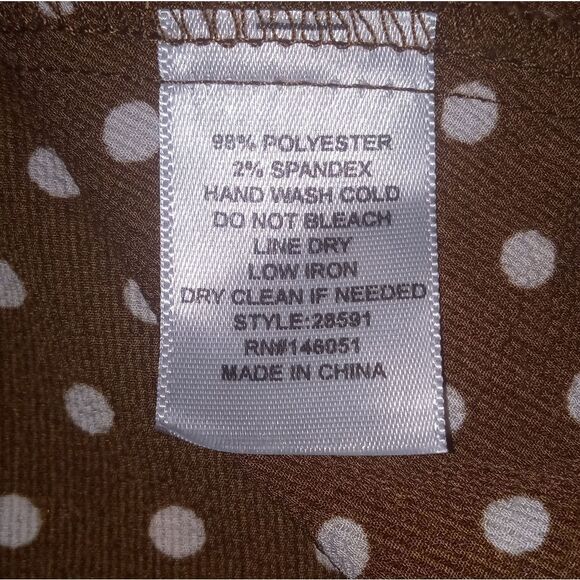 98% POLYESTER
2% SPANDEX
HAND WASH COLD
DO NOT BLEACH
LINE DRY
LOW IRON
DRY CLEAN IF NEEDED
STYLE:28591
RN#146051
MADE IN CHINA